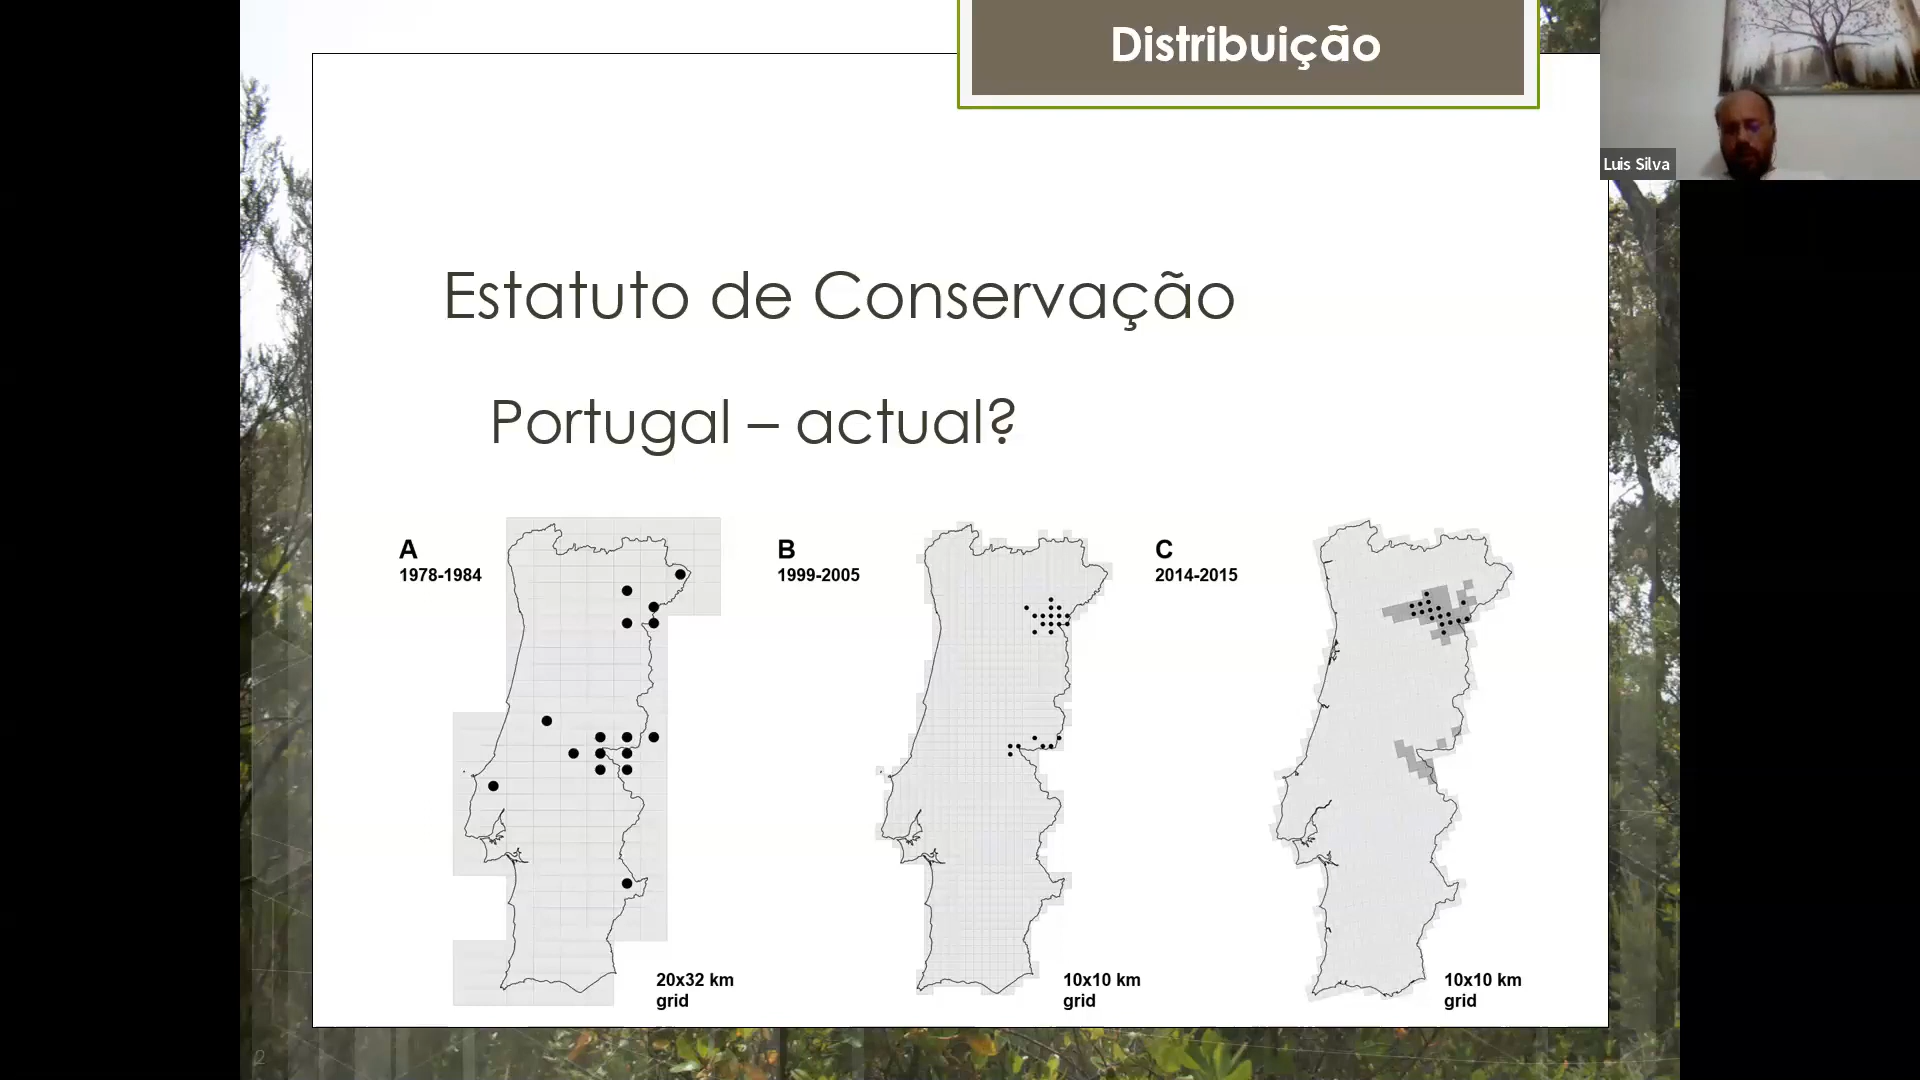 Distribuição
Luis Silva
Estatuto de Conservação
Portugal – actual?
A
1978-1984
20x32 km
grid
B
1999-2005
10x10 km
grid
C
2014-2015
10x10 km
grid
2